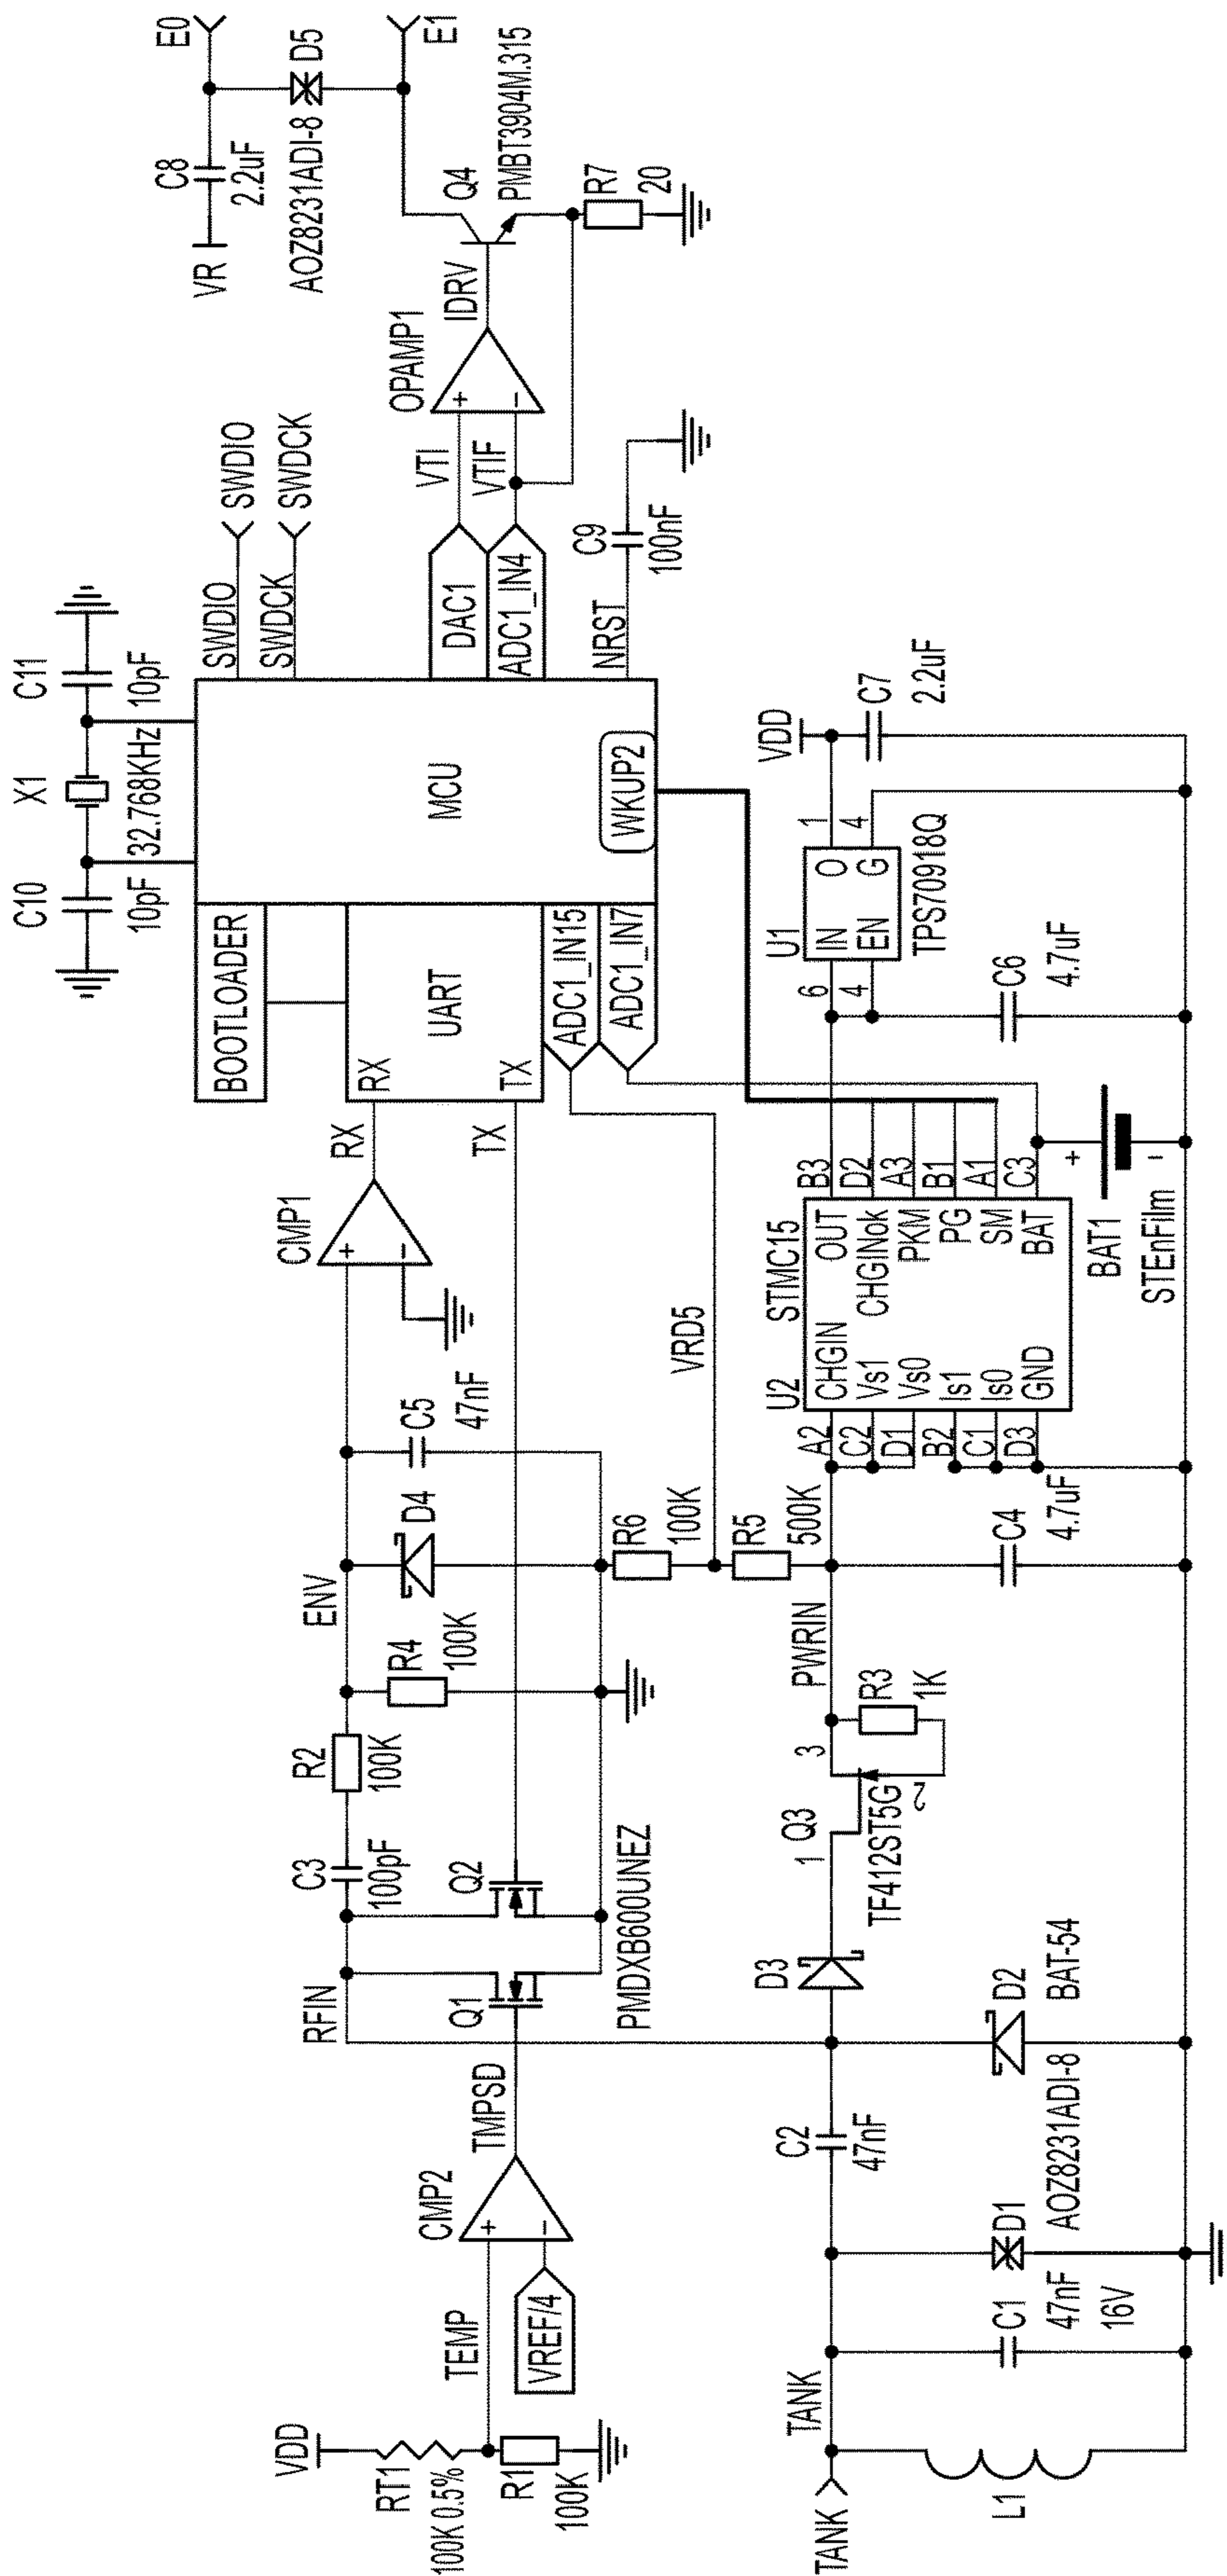 VDD
RT1
100K 0.5%
R1
100K
TEMP
VREF/4
CMP2
+
−
TMPSD
RFIN
Q1
Q2
PMDXB600UNEZ
C3
100pF
R2
100K
R4
100K
ENV
D4
C5
47nF
CMP1
+
−
RX
TX
RX
TX
UART
BOOTLOADER
MCU
WKUP2
ADC1_IN15
ADC1_IN7
C10
10pF
X1
32.768KHz
C11
10pF
SWDIO
SWDCK
SWDIO
SWDCK
DAC1
ADC1_IN4
NRST
C9
100nF
VTI
VTIF
OPAMP1
+
−
IDRV
Q4
PMBT3904M.315
R7
20
VR
C8
2.2uF
AOZ8231ADI-8
D5
E0
E1
TANK
TANK
L1
C1
47nF
16V
D1
AOZ8231ADI-8
C2
47nF
D2
BAT-54
D3
1
Q3
TF412ST5G
2
3
R3
1K
PWRIN
R6
100K
R5
500K
VRD5
C4
4.7uF
U2
STMC15
A2
C2
D1
B2
C1
D3
CHGIN
Vs1
Vs0
Is1
Is0
GND
OUT
CHGINok
PKM
PG
SM
BAT
B3
D2
A3
B1
A1
C3
BAT1
STEnFilm
+
−
C6
4.7uF
U1
6
4
IN
EN
O
G
1
4
TPS70918Q
VDD
C7
2.2uF